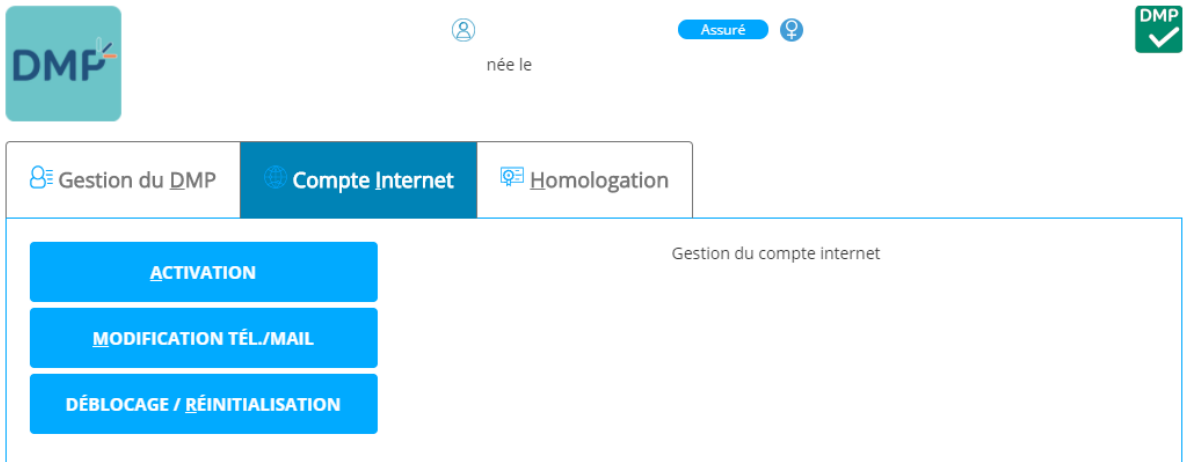 DMP
Assuré
DMP
née le
Gestion du DMP
Compte Internet
Homologation
ACTIVATION
Gestion du compte internet
MODIFICATION TÉL./MAIL
DÉBLOCAGE / RÉINITIALISATION